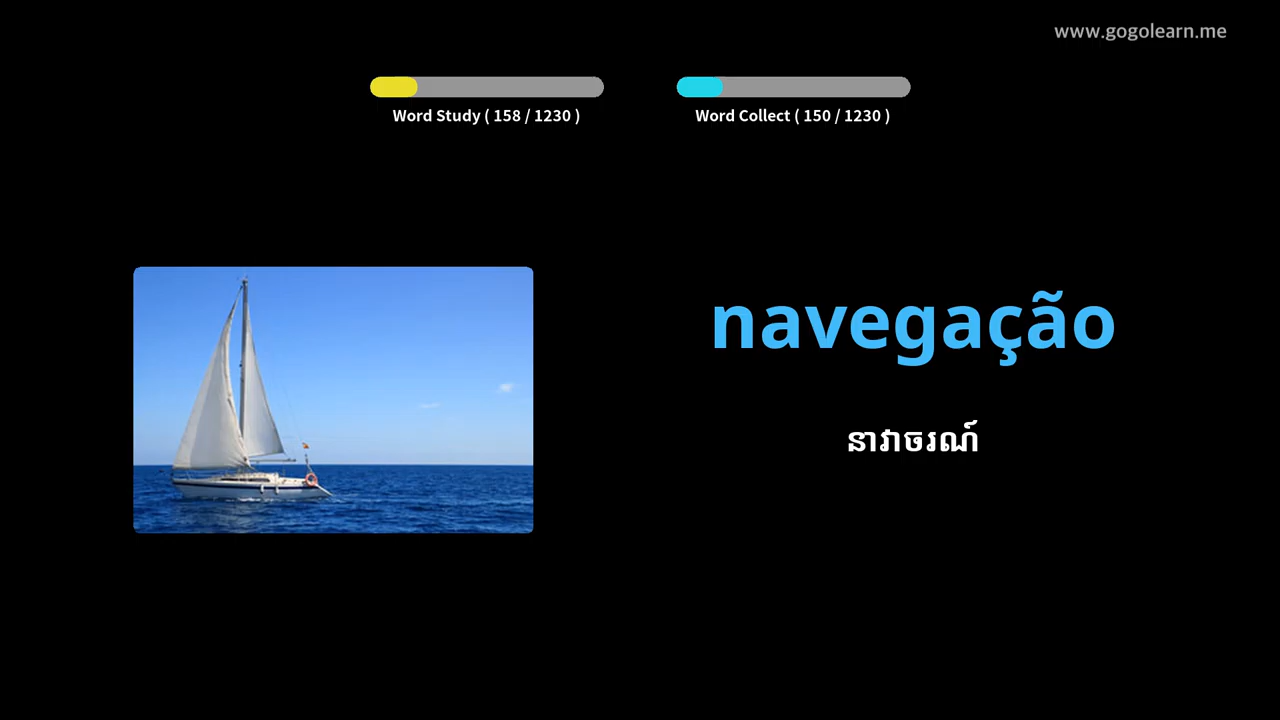 www.gogolearn.me
Word Study ( 158 / 1230 )
Word Collect ( 150 / 1230 )
navegação
នាវាចរណ៍